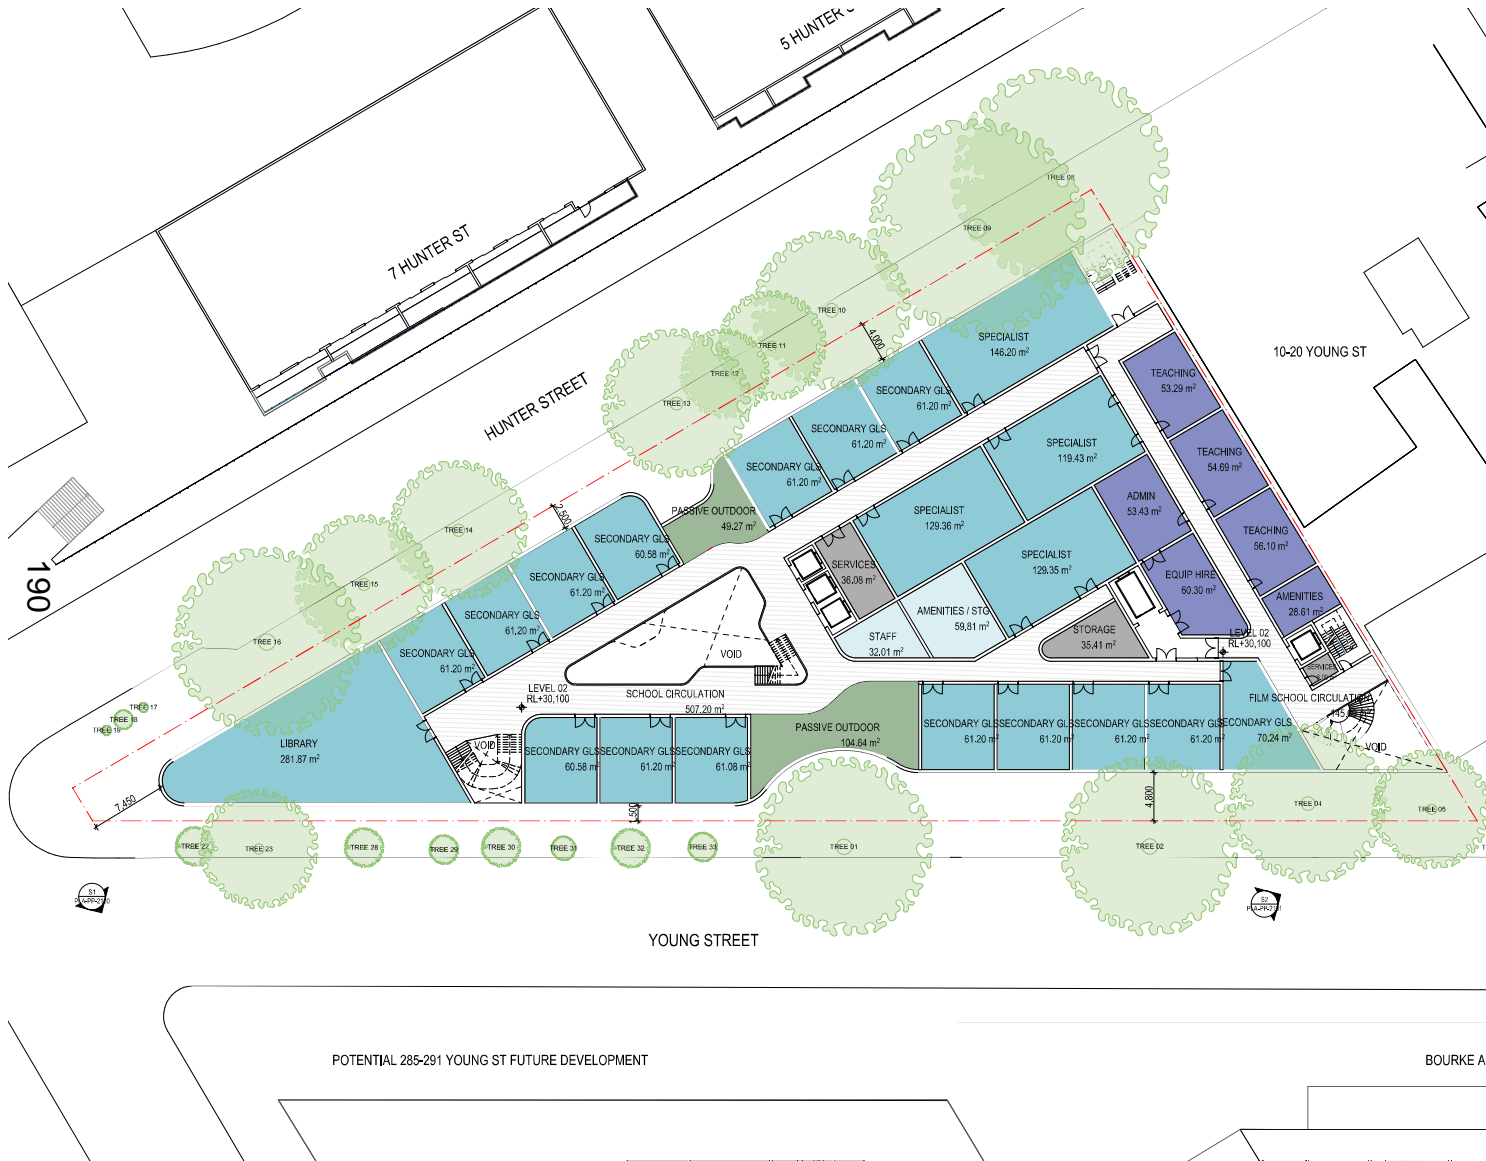 5 HUNTER S
7 HUNTER ST
HUNTER STREET
190
10-20 YOUNG ST
TREE 08
TREE 09
TREE 10
TREE 11
TREE 12
TREE 13
TREE 14
TREE 15
TREE 16
TREE 17
TREE 18
TREE 19
4,000
2,500
7,450
SPECIALIST
146.20 m²
SECONDARY GLS
61.20 m²
SECONDARY GLS
61.20 m²
SECONDARY GLS
61.20 m²
PASSIVE OUTDOOR
49.27 m²
SECONDARY GLS
60.58 m²
SECONDARY GLS
61.20 m²
SECONDARY GLS
61.20 m²
SECONDARY GLS
61.20 m²
LIBRARY
281.87 m²
TEACHING
53.29 m²
TEACHING
54.69 m²
TEACHING
56.10 m²
AMENITIES
28.61 m²
SPECIALIST
119.43 m²
SPECIALIST
129.36 m²
SPECIALIST
129.35 m²
ADMIN
53.43 m²
EQUIP HIRE
60.30 m²
SERVICES
36.08 m²
AMENITIES / STG
59.81 m²
STAFF
32.01 m²
STORAGE
35.41 m²
LEVEL 02
RL+30,100
SERVICES
VOID
LEVEL 02
RL+30,100
SCHOOL CIRCULATION
507.20 m²
FILM SCHOOL CIRCULATION
VOID
VOID
SECONDARY GLS
60.58 m²
SECONDARY GLS
61.20 m²
SECONDARY GLS
61.08 m²
PASSIVE OUTDOOR
104.64 m²
SECONDARY GLS
61.20 m²
SECONDARY GLS
61.20 m²
SECONDARY GLS
61.20 m²
SECONDARY GLS
61.20 m²
SECONDARY GLS
70.24 m²
1,500
4,800
TREE 22
TREE 23
TREE 28
TREE 29
TREE 30
TREE 31
TREE 32
TREE 33
TREE 01
TREE 02
TREE 04
TREE 05
S1
S2
YOUNG STREET
POTENTIAL 285-291 YOUNG ST FUTURE DEVELOPMENT
BOURKE A